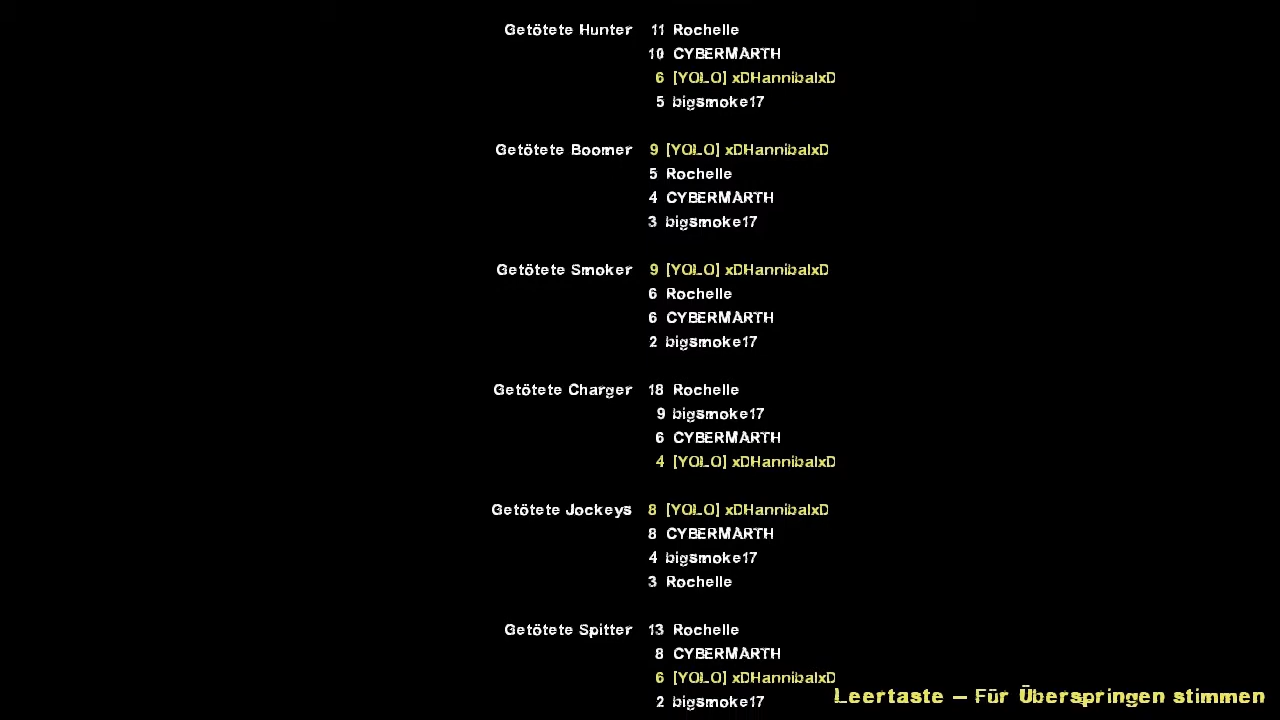 Getötete Hunter 11 Rochelle
10 CYBERMARTH
6 [YOLO] xDHannibalxD
5 bigsmoke17
Getötete Boomer 9 [YOLO] xDHannibalxD
5 Rochelle
4 CYBERMARTH
3 bigsmoke17
Getötete Smoker 9 [YOLO] xDHannibalxD
6 Rochelle
6 CYBERMARTH
2 bigsmoke17
Getötete Charger 18 Rochelle
9 bigsmoke17
6 CYBERMARTH
4 [YOLO] xDHannibalxD
Getötete Jockeys 8 [YOLO] xDHannibalxD
8 CYBERMARTH
4 bigsmoke17
3 Rochelle
Getötete Spitter 13 Rochelle
8 CYBERMARTH
6 [YOLO] xDHannibalxD
2 bigsmoke17
Leertaste – Für Überspringen stimmen